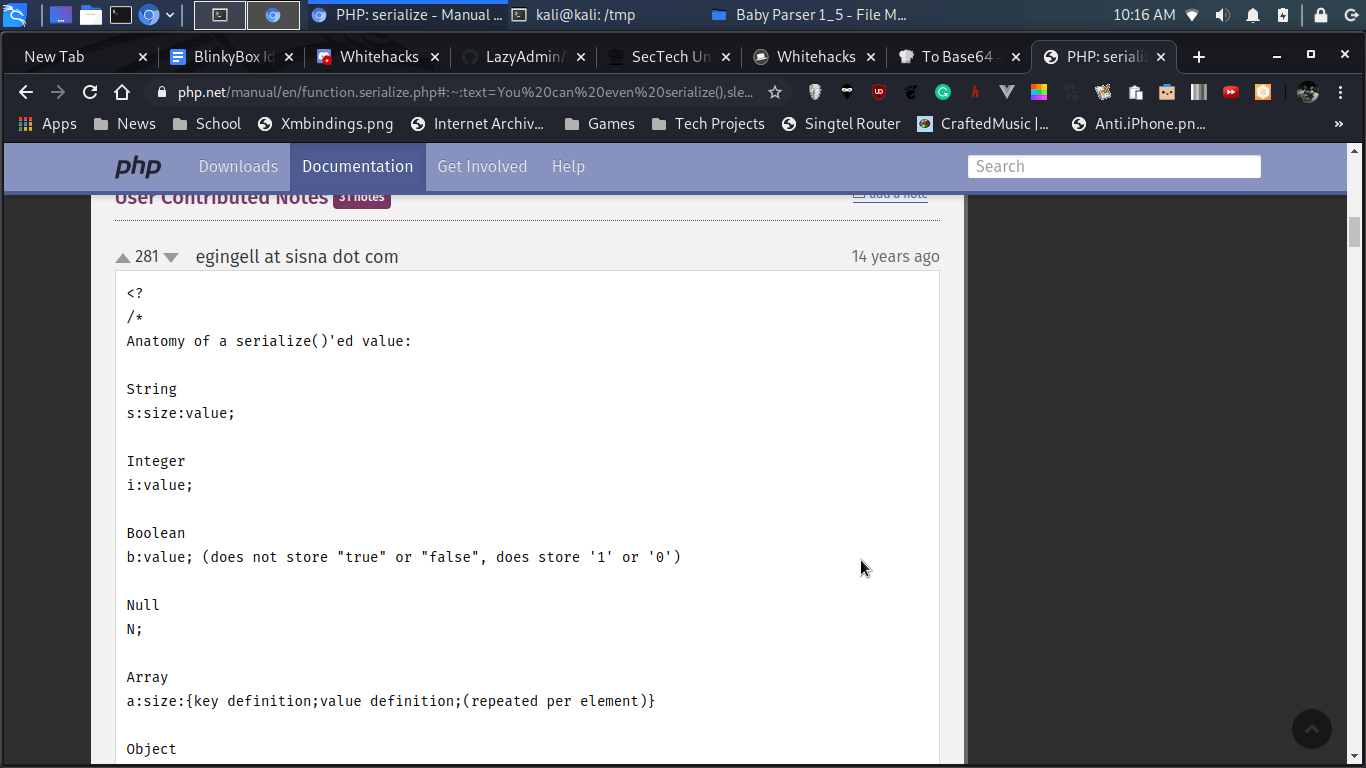 PHP: serialize - Manual ...
kali@kali: /tmp
Baby Parser 1_5 - File M...
10:16 AM
New Tab
BlinkyBox Id
Whitehacks
LazyAdmin/
SecTech Un
Whitehacks
To Base64 -
PHP: seriali
php.net/manual/en/function.serialize.php#:~:text=You%20can%20even%20serialize(),sle...
Apps
News
School
Xmbindings.png
Internet Archiv...
Games
Tech Projects
Singtel Router
CraftedMusic |...
Anti.iPhone.pn...
»
php
Downloads
Documentation
Get Involved
Help
Search
User Contributed Notes 31 notes
add a note
281 egingell at sisna dot com
14 years ago
<?
/*
Anatomy of a serialize()'ed value:
String
s:size:value;
Integer
i:value;
Boolean
b:value; (does not store "true" or "false", does store '1' or '0')
Null
N;
Array
a:size:{key definition;value definition;(repeated per element)}
Object